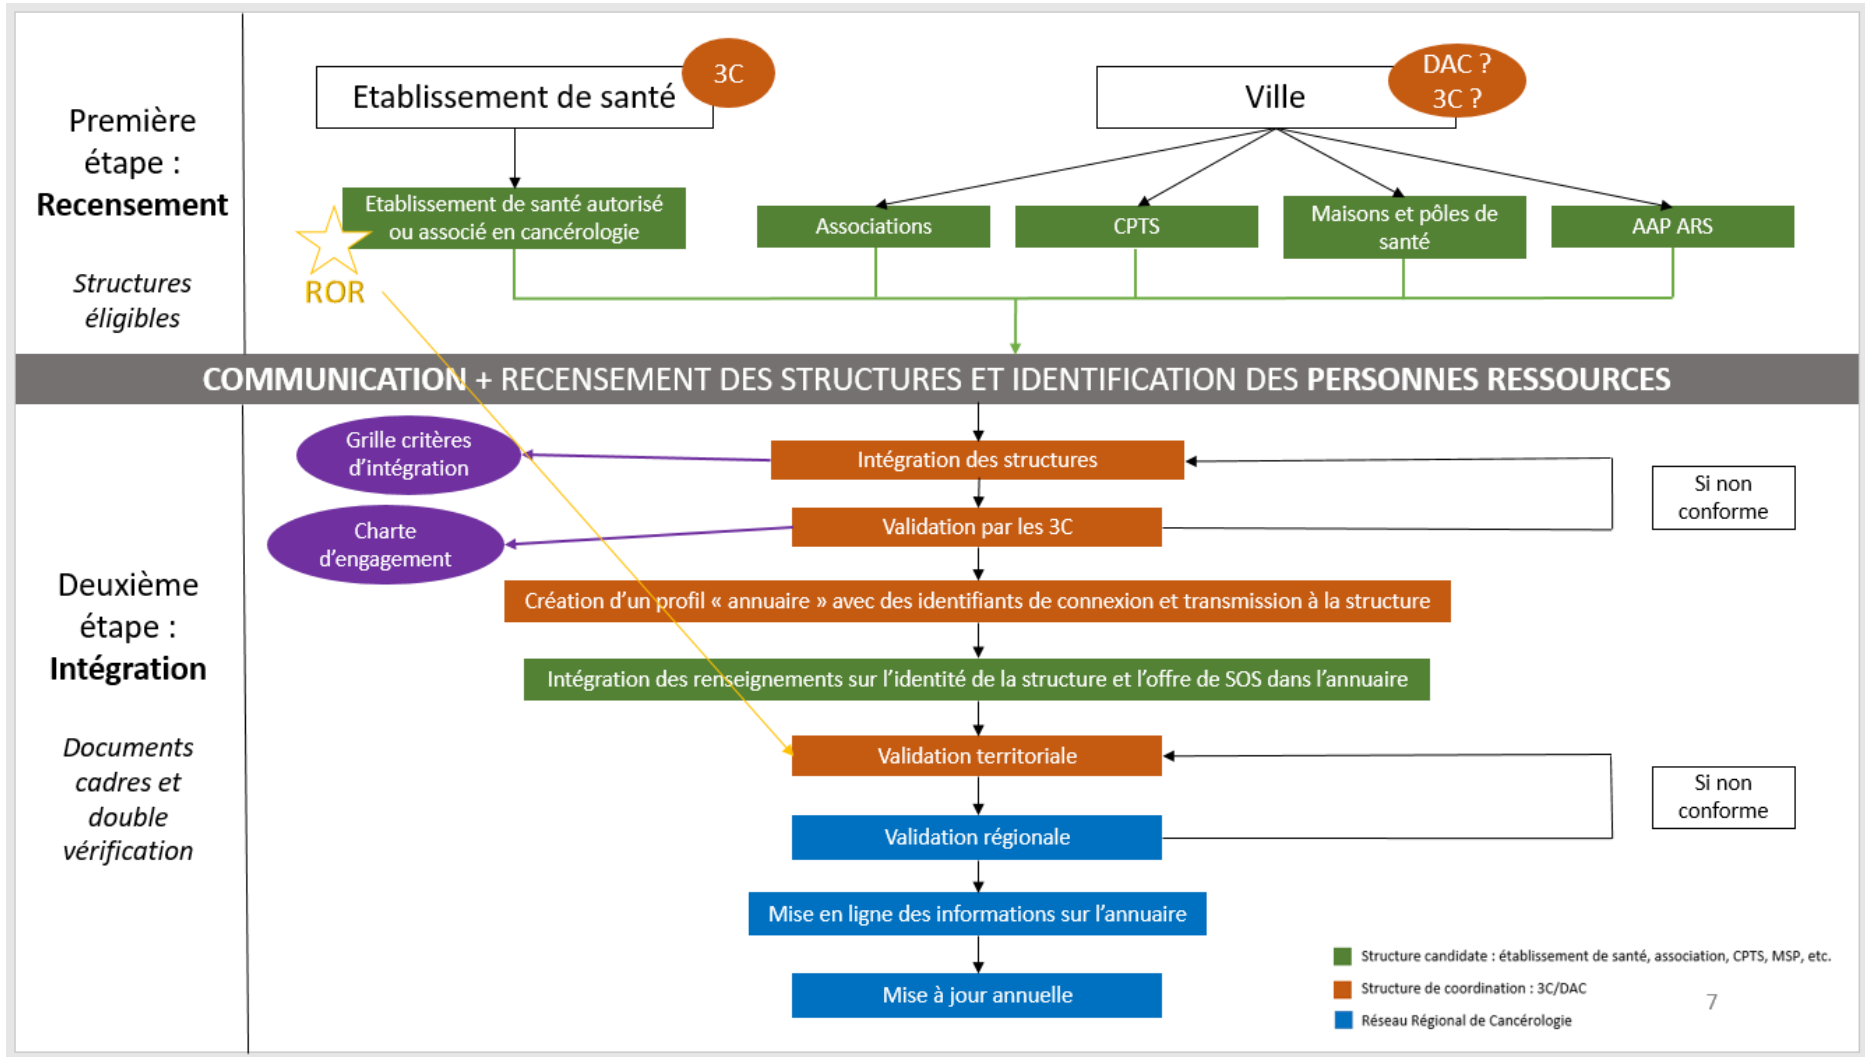 Première
étape :
Recensement
Structures
éligibles
Etablissement de santé
3C
Ville
DAC ?
3C ?
Etablissement de santé autorisé
ou associé en cancérologie
ROR
Associations
CPTS
Maisons et pôles de
santé
AAP ARS
COMMUNICATION + RECENSEMENT DES STRUCTURES ET IDENTIFICATION DES PERSONNES RESSOURCES
Deuxième
étape :
Intégration
Documents
cadres et
double
vérification
Grille critères
d’intégration
Intégration des structures
Si non
conforme
Charte
d’engagement
Validation par les 3C
Création d’un profil « annuaire » avec des identifiants de connexion et transmission à la structure
Intégration des renseignements sur l’identité de la structure et l’offre de SOS dans l’annuaire
Validation territoriale
Si non
conforme
Validation régionale
Mise en ligne des informations sur l’annuaire
Mise à jour annuelle
Structure candidate : établissement de santé, association, CPTS, MSP, etc.
Structure de coordination : 3C/DAC
Réseau Régional de Cancérologie
7